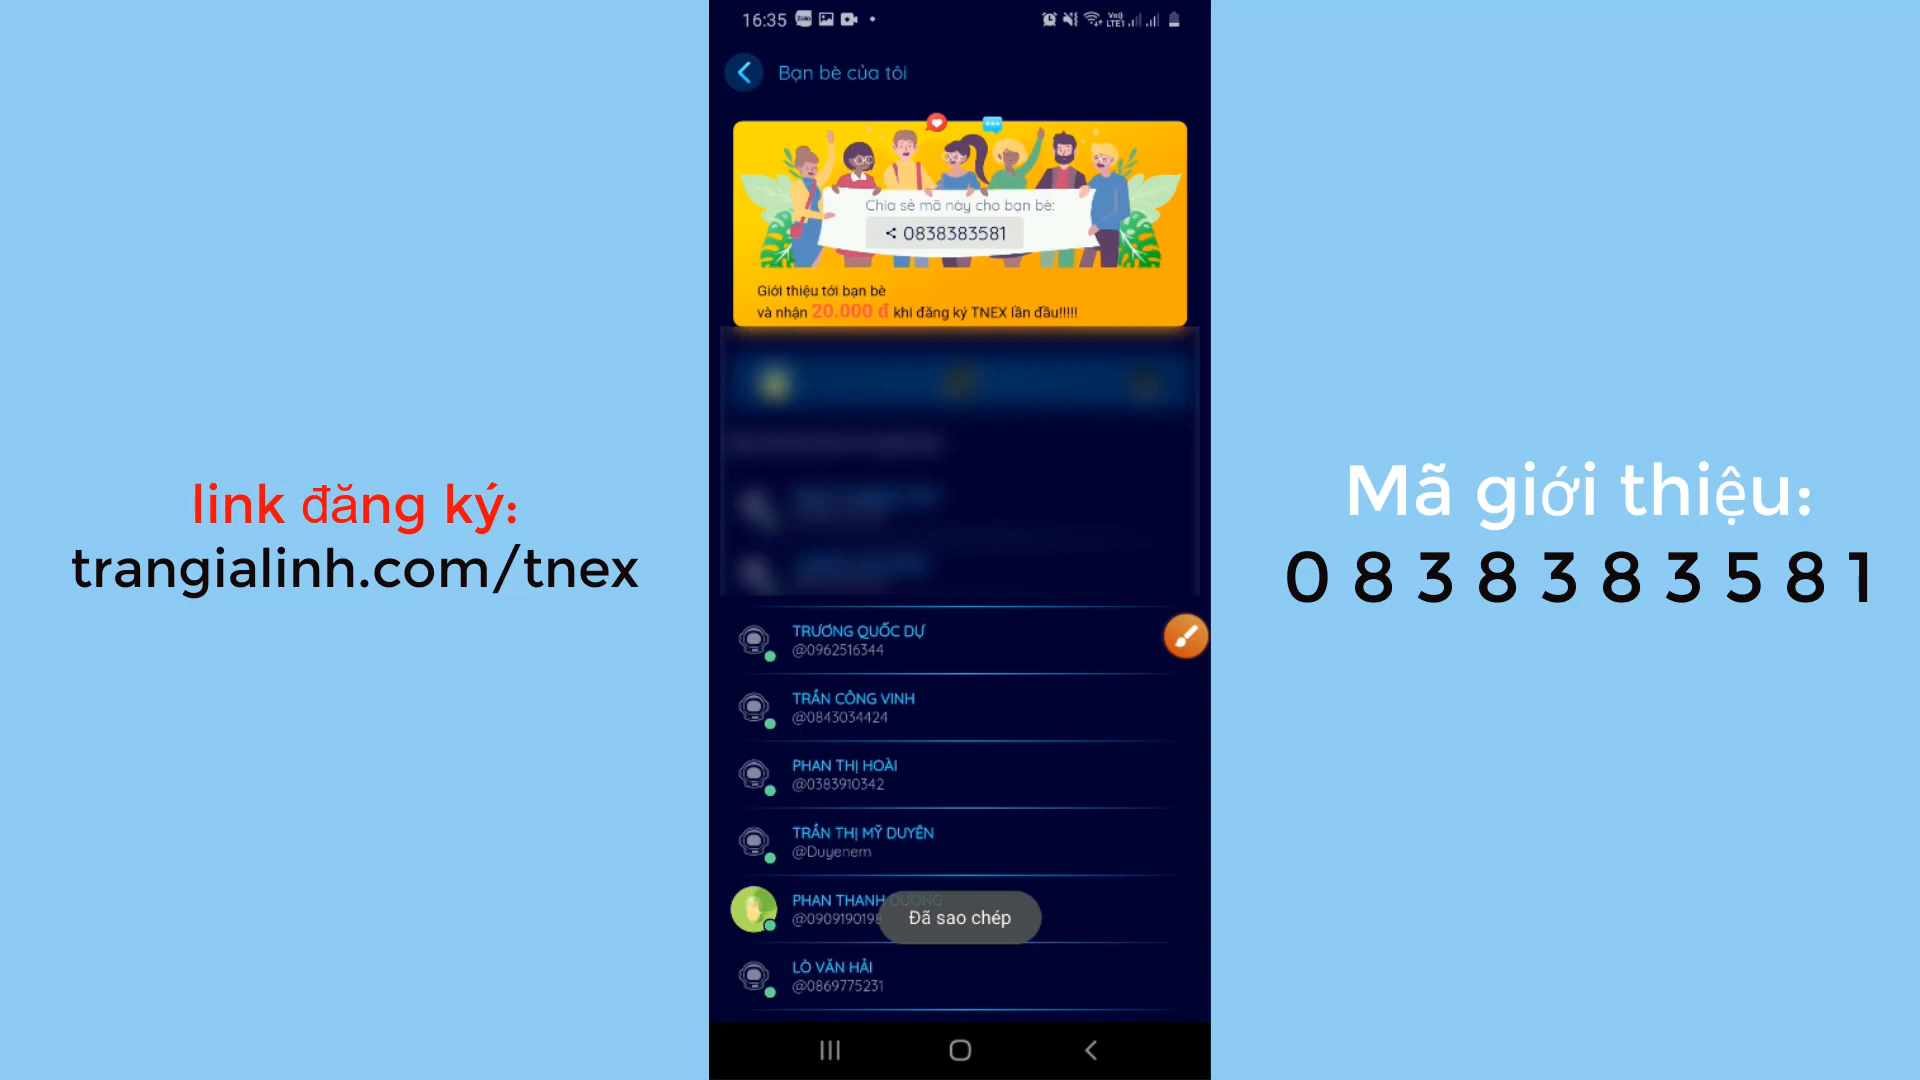 16:35
Bạn bè của tôi
Chia sẻ mã này cho bạn bè:
0838383581
Giới thiệu tới bạn bè
và nhận 20.000 đ khi đăng ký TNEX lần đầu!!!!!
link đăng ký:
trangialinh.com/tnex
Mã giới thiệu:
0838383581
TRƯƠNG QUỐC DỰ
@0962516344
TRẦN CÔNG VINH
@0843034424
PHAN THỊ HOÀI
@0383910342
TRẦN THỊ MỸ DUYÊN
@Duyenem
PHAN THANH DƯƠNG
@090919019
Đã sao chép
LÒ VĂN HẢI
@0869775231